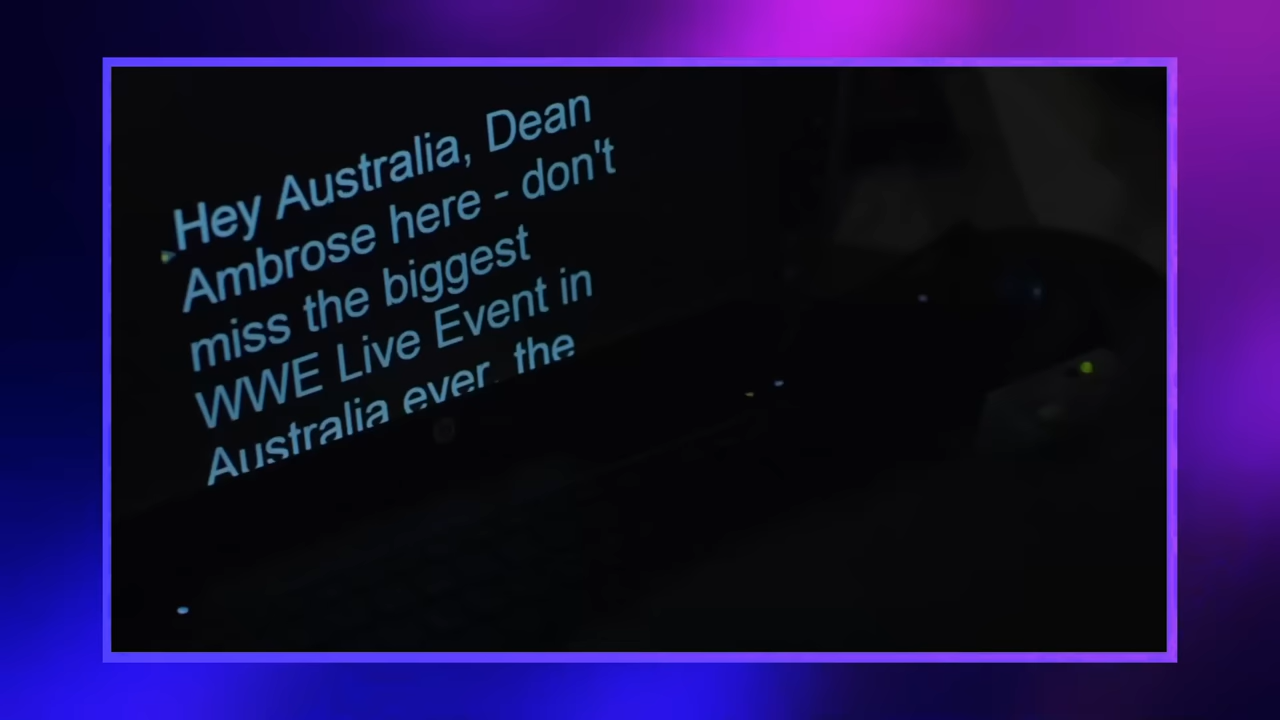 Hey Australia, Dean
Ambrose here - don't
miss the biggest
WWE Live Event in
Australia ever, the